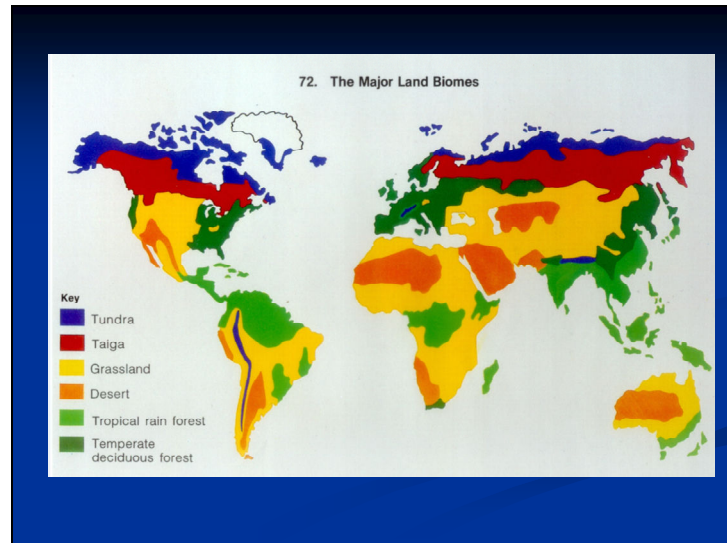 72. The Major Land Biomes
Key
Tundra
Taiga
Grassland
Desert
Tropical rain forest
Temperate
deciduous forest